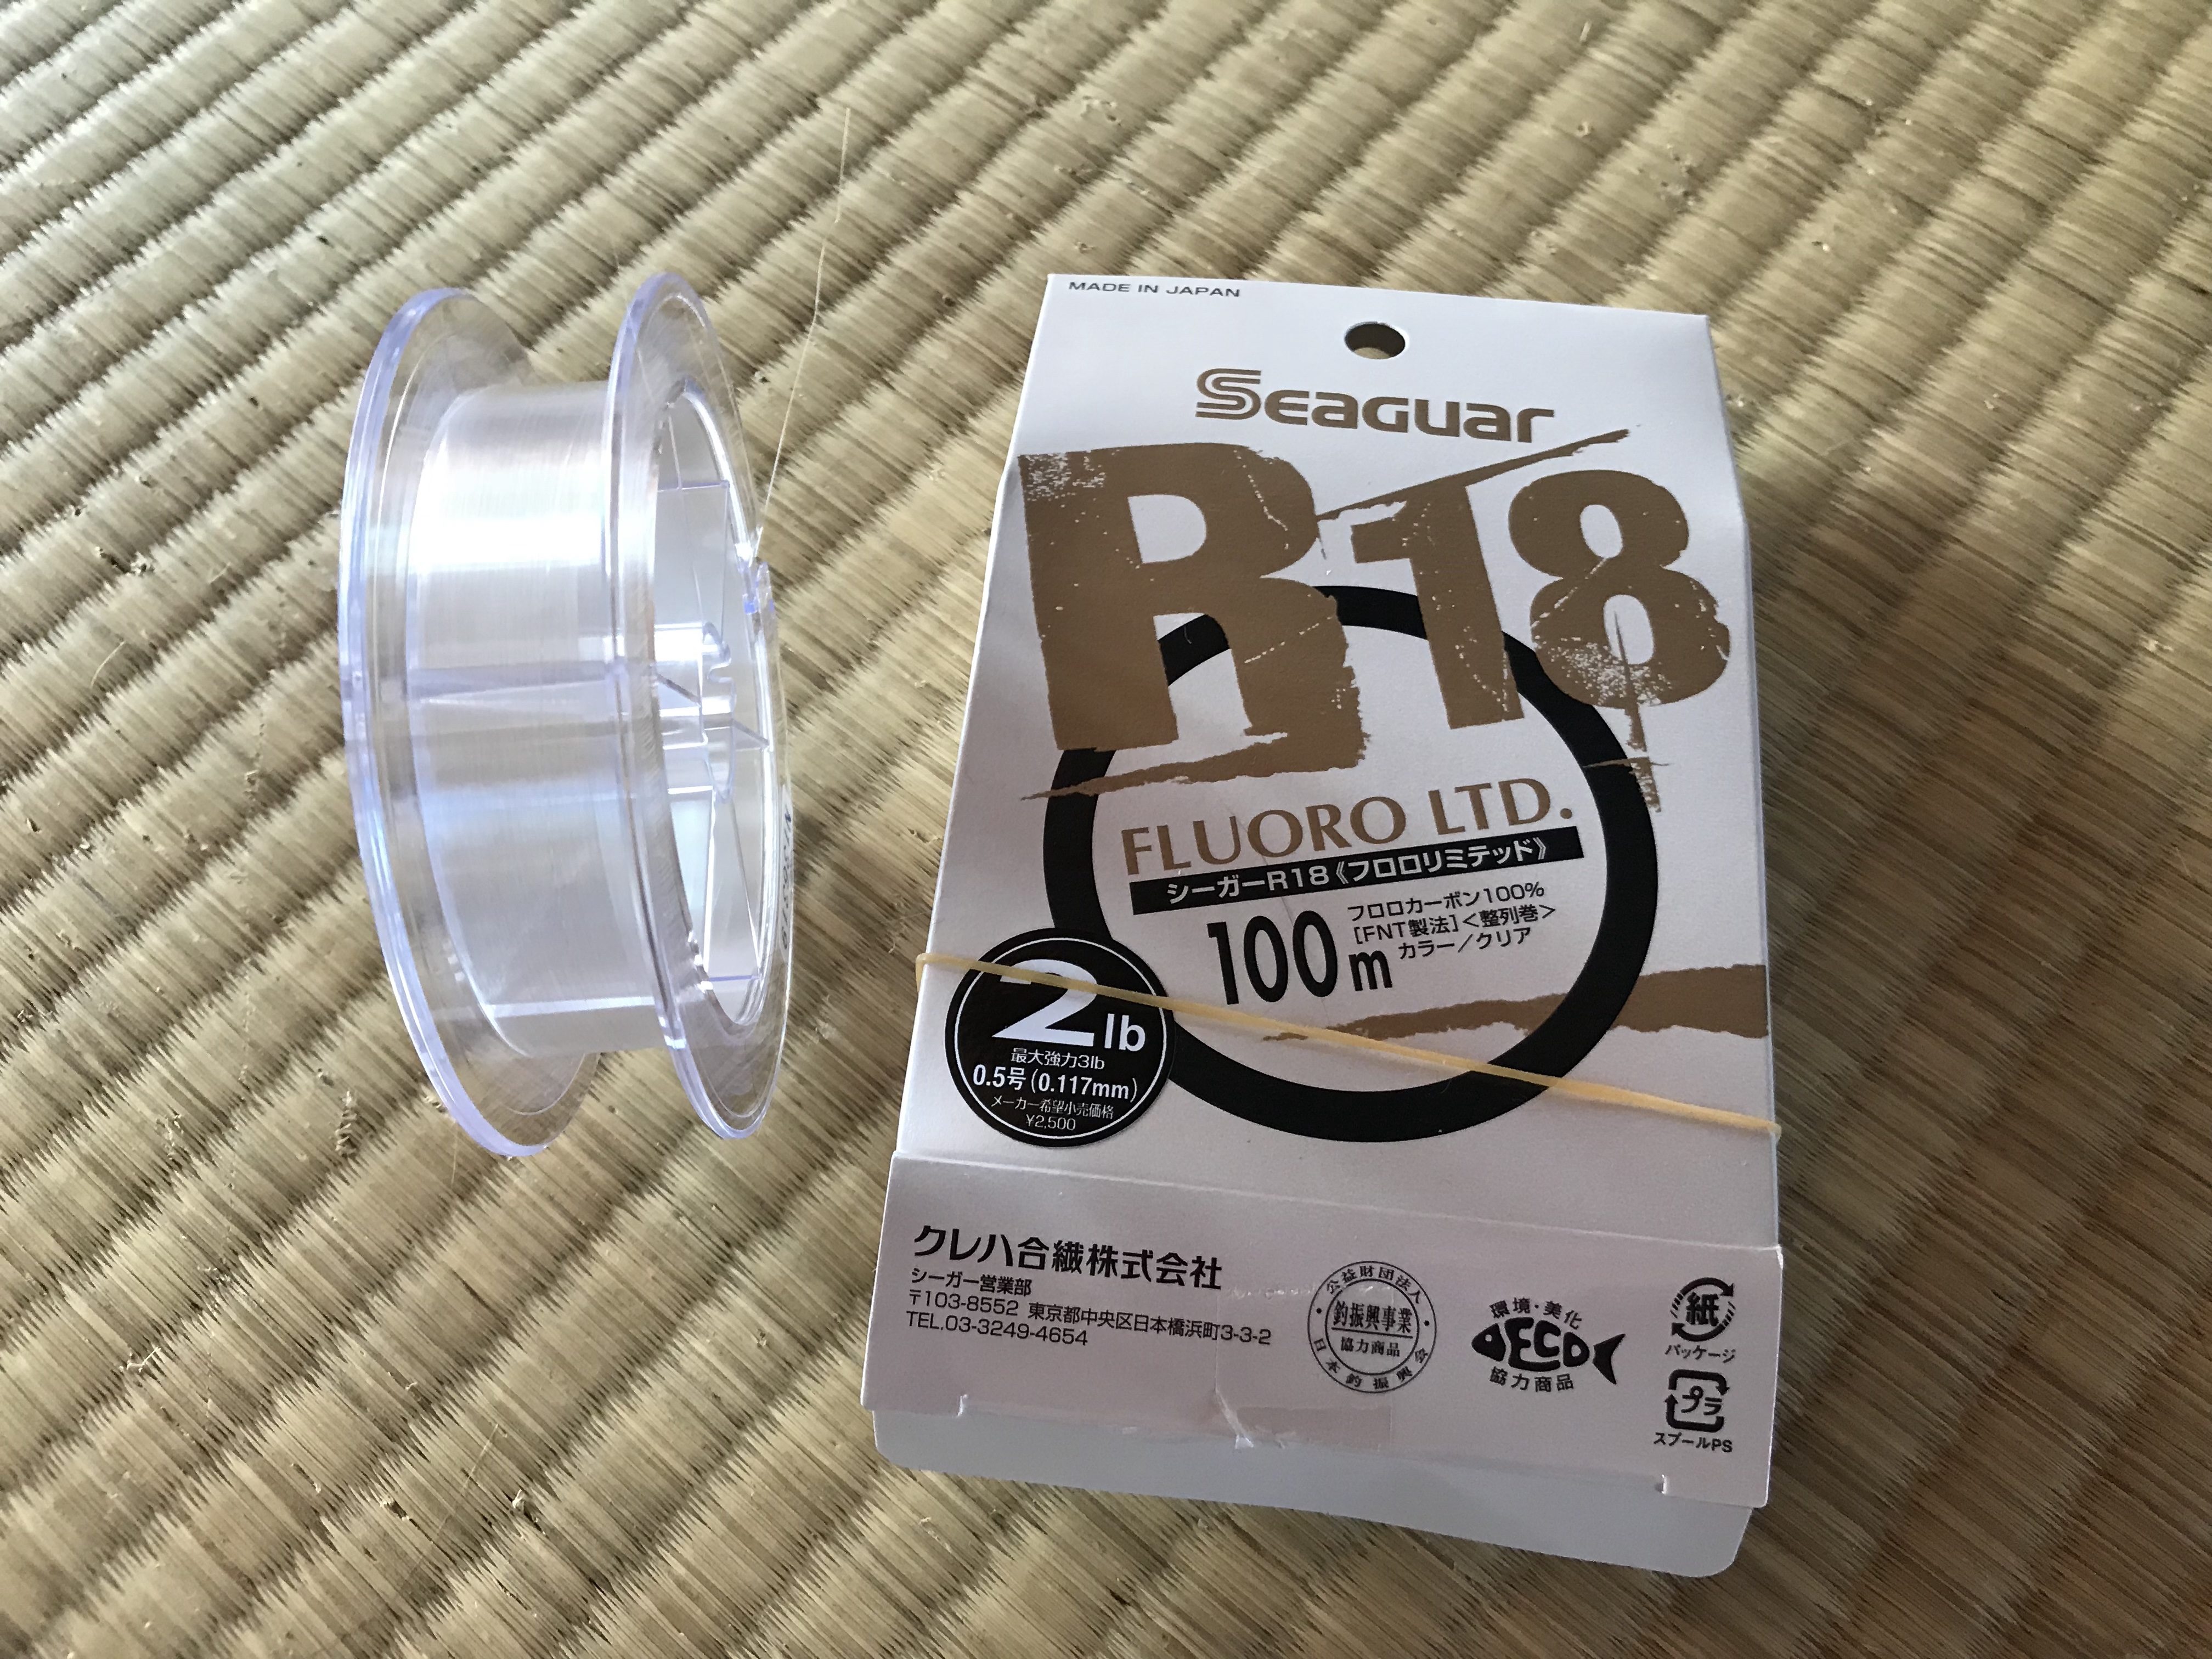 MADE IN JAPAN
Seaguar
R18
FLUORO LTD.
シーガーR18《フロロリミテッド》
100m
フロロカーボン100%
[FNT製法]<整列巻>
カラー/クリア
2lb
最大強力3lb
0.5号(0.117mm)
メーカー希望小売価格
¥2,500
クレハ合繊株式会社
シーガー営業部
〒103-8552 東京都中央区日本橋浜町3-3-2
TEL.03-3249-4654
公益財団法人
釣振興事業
協力商品
日本釣振興会
環境・美化
ECO
協力商品
紙
パッケージ
プラ
スプールPS